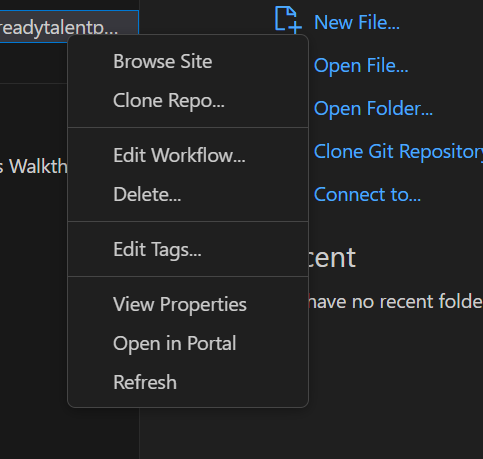 readytalentp...
New File...
Open File...
Open Folder...
Clone Git Repository
Connect to...
Browse Site
Clone Repo...
Edit Workflow...
Delete...
Edit Tags...
View Properties
Open in Portal
Refresh
s Walkth
cent
have no recent folde